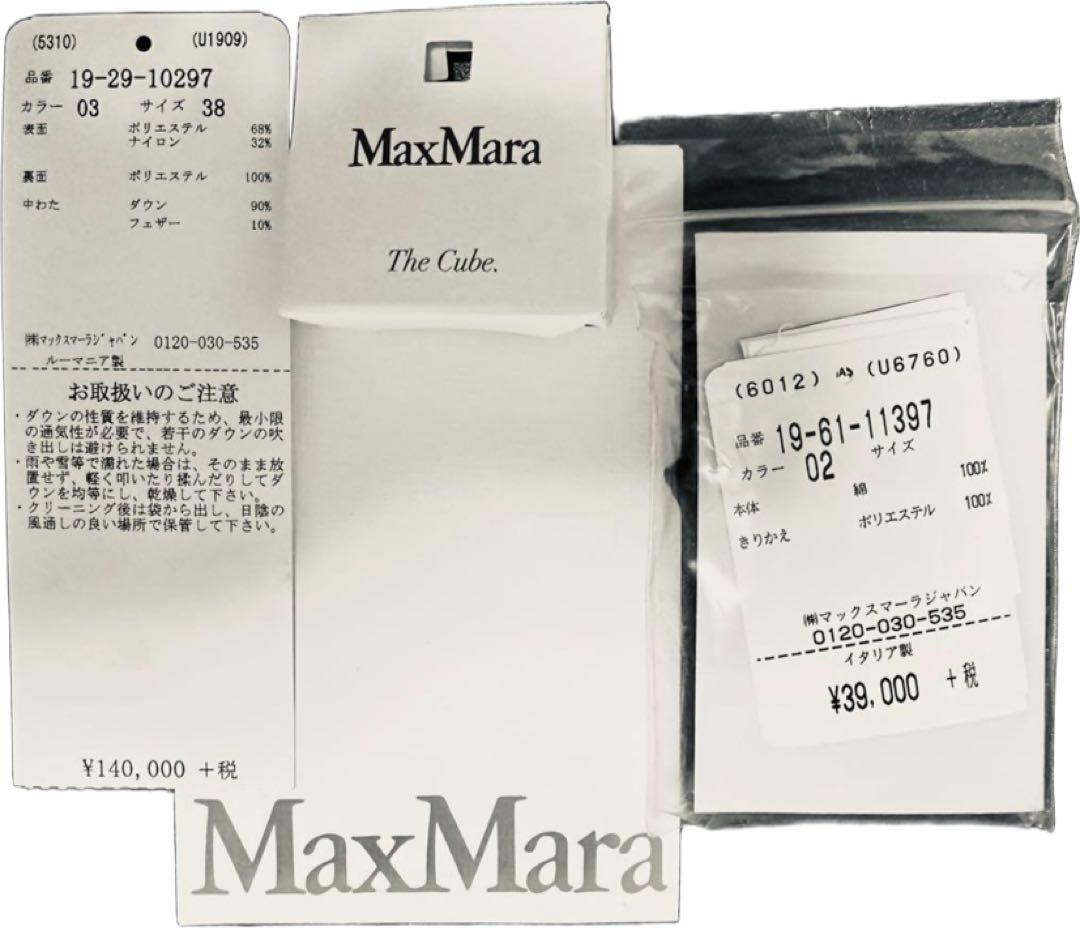 (5310) (U1909)
品番 19-29-10297
カラー 03 サイズ 38
表面 ポリエステル 68%
ナイロン 32%
裏面 ポリエステル 100%
中わた ダウン 90%
フェザー 10%
㈱マックスマーラジャパン 0120-030-535
ルーマニア製
お取扱いのご注意
・ダウンの性質を維持するため、最小限
の通気性が必要で、若干のダウンの吹
き出しは避けられません。
・雨や雪等で濡れた場合は、そのまま放
置せず、軽く叩いたり揉んだりしてダ
ウンを均等にし、乾燥して下さい。
・クリーニング後は袋から出し、日陰の
風通しの良い場所で保管して下さい。
¥140,000 +税
MaxMara
The Cube.
MaxMara
(6012) (U6760)
品番 19-61-11397
カラー 02 サイズ
本体 綿 100%
きりかえ ポリエステル 100%
㈱マックスマーラジャパン
0120-030-535
イタリア製
¥39,000 +税